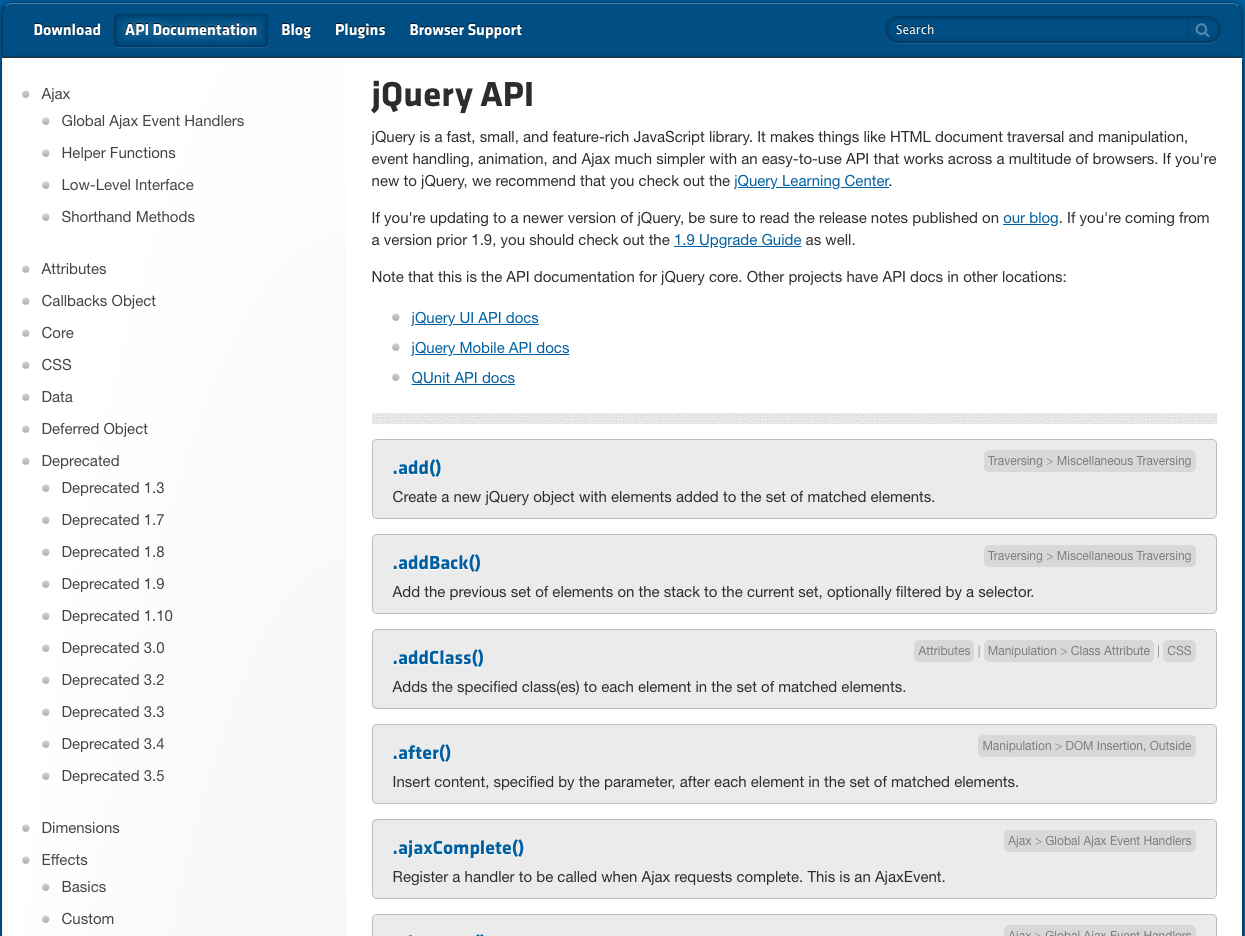 Download API Documentation Blog Plugins Browser Support Search
Ajax
Global Ajax Event Handlers
Helper Functions
Low-Level Interface
Shorthand Methods
Attributes
Callbacks Object
Core
CSS
Data
Deferred Object
Deprecated
Deprecated 1.3
Deprecated 1.7
Deprecated 1.8
Deprecated 1.9
Deprecated 1.10
Deprecated 3.0
Deprecated 3.2
Deprecated 3.3
Deprecated 3.4
Deprecated 3.5
Dimensions
Effects
Basics
Custom
jQuery API
jQuery is a fast, small, and feature-rich JavaScript library. It makes things like HTML document traversal and manipulation,
event handling, animation, and Ajax much simpler with an easy-to-use API that works across a multitude of browsers. If you're
new to jQuery, we recommend that you check out the jQuery Learning Center.
If you're updating to a newer version of jQuery, be sure to read the release notes published on our blog. If you're coming from
a version prior 1.9, you should check out the 1.9 Upgrade Guide as well.
Note that this is the API documentation for jQuery core. Other projects have API docs in other locations:
jQuery UI API docs
jQuery Mobile API docs
QUnit API docs
.add() Traversing > Miscellaneous Traversing
Create a new jQuery object with elements added to the set of matched elements.
.addBack() Traversing > Miscellaneous Traversing
Add the previous set of elements on the stack to the current set, optionally filtered by a selector.
.addClass() Attributes | Manipulation > Class Attribute | CSS
Adds the specified class(es) to each element in the set of matched elements.
.after() Manipulation > DOM Insertion, Outside
Insert content, specified by the parameter, after each element in the set of matched elements.
.ajaxComplete() Ajax > Global Ajax Event Handlers
Register a handler to be called when Ajax requests complete. This is an AjaxEvent.
Ajax > Global Ajax Event Handlers